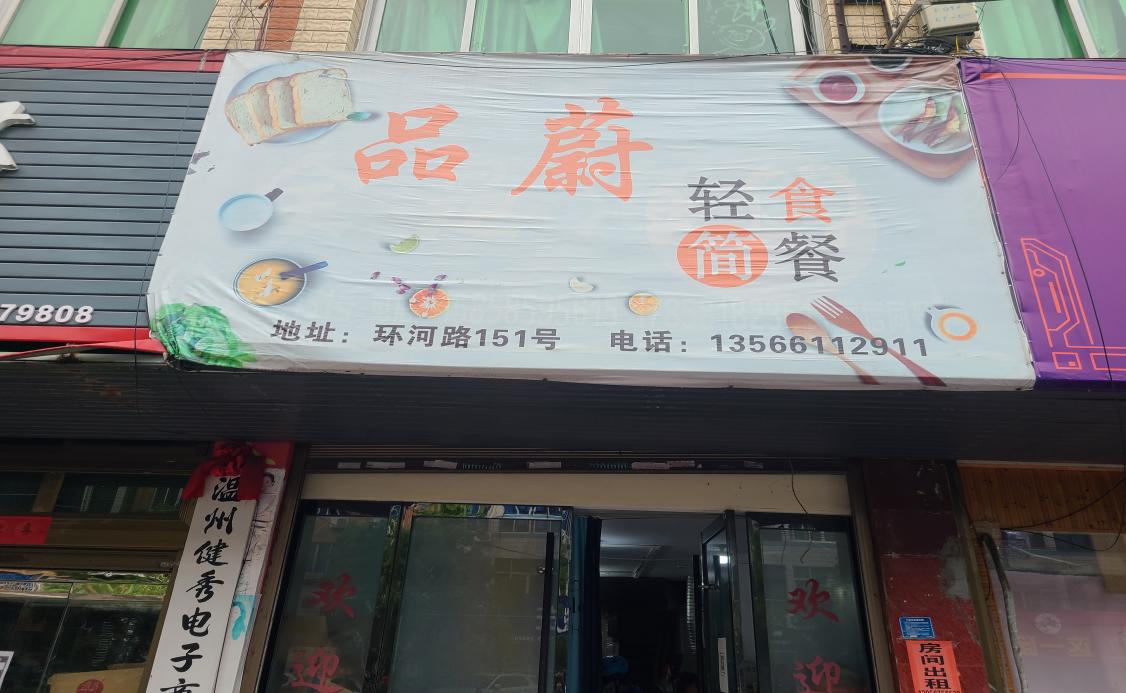 品蔚
轻食
简餐
地址：环河路151号 电话：13566112911
79808
温州健秀电子商
欢迎
欢迎
房间出租